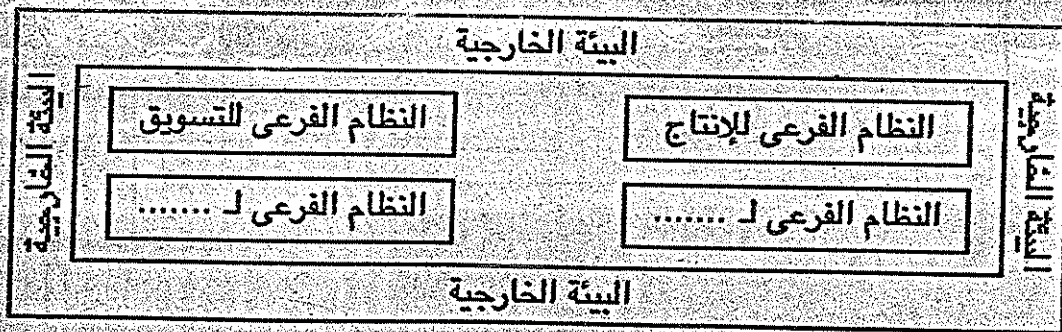 البيئة الخارجية
البيئة الخارجية
النظام الفرعى للإنتاج
النظام الفرعى للتسويق
النظام الفرعى لـ .......
النظام الفرعى لـ .......
البيئة الخارجية
البيئة الخارجية